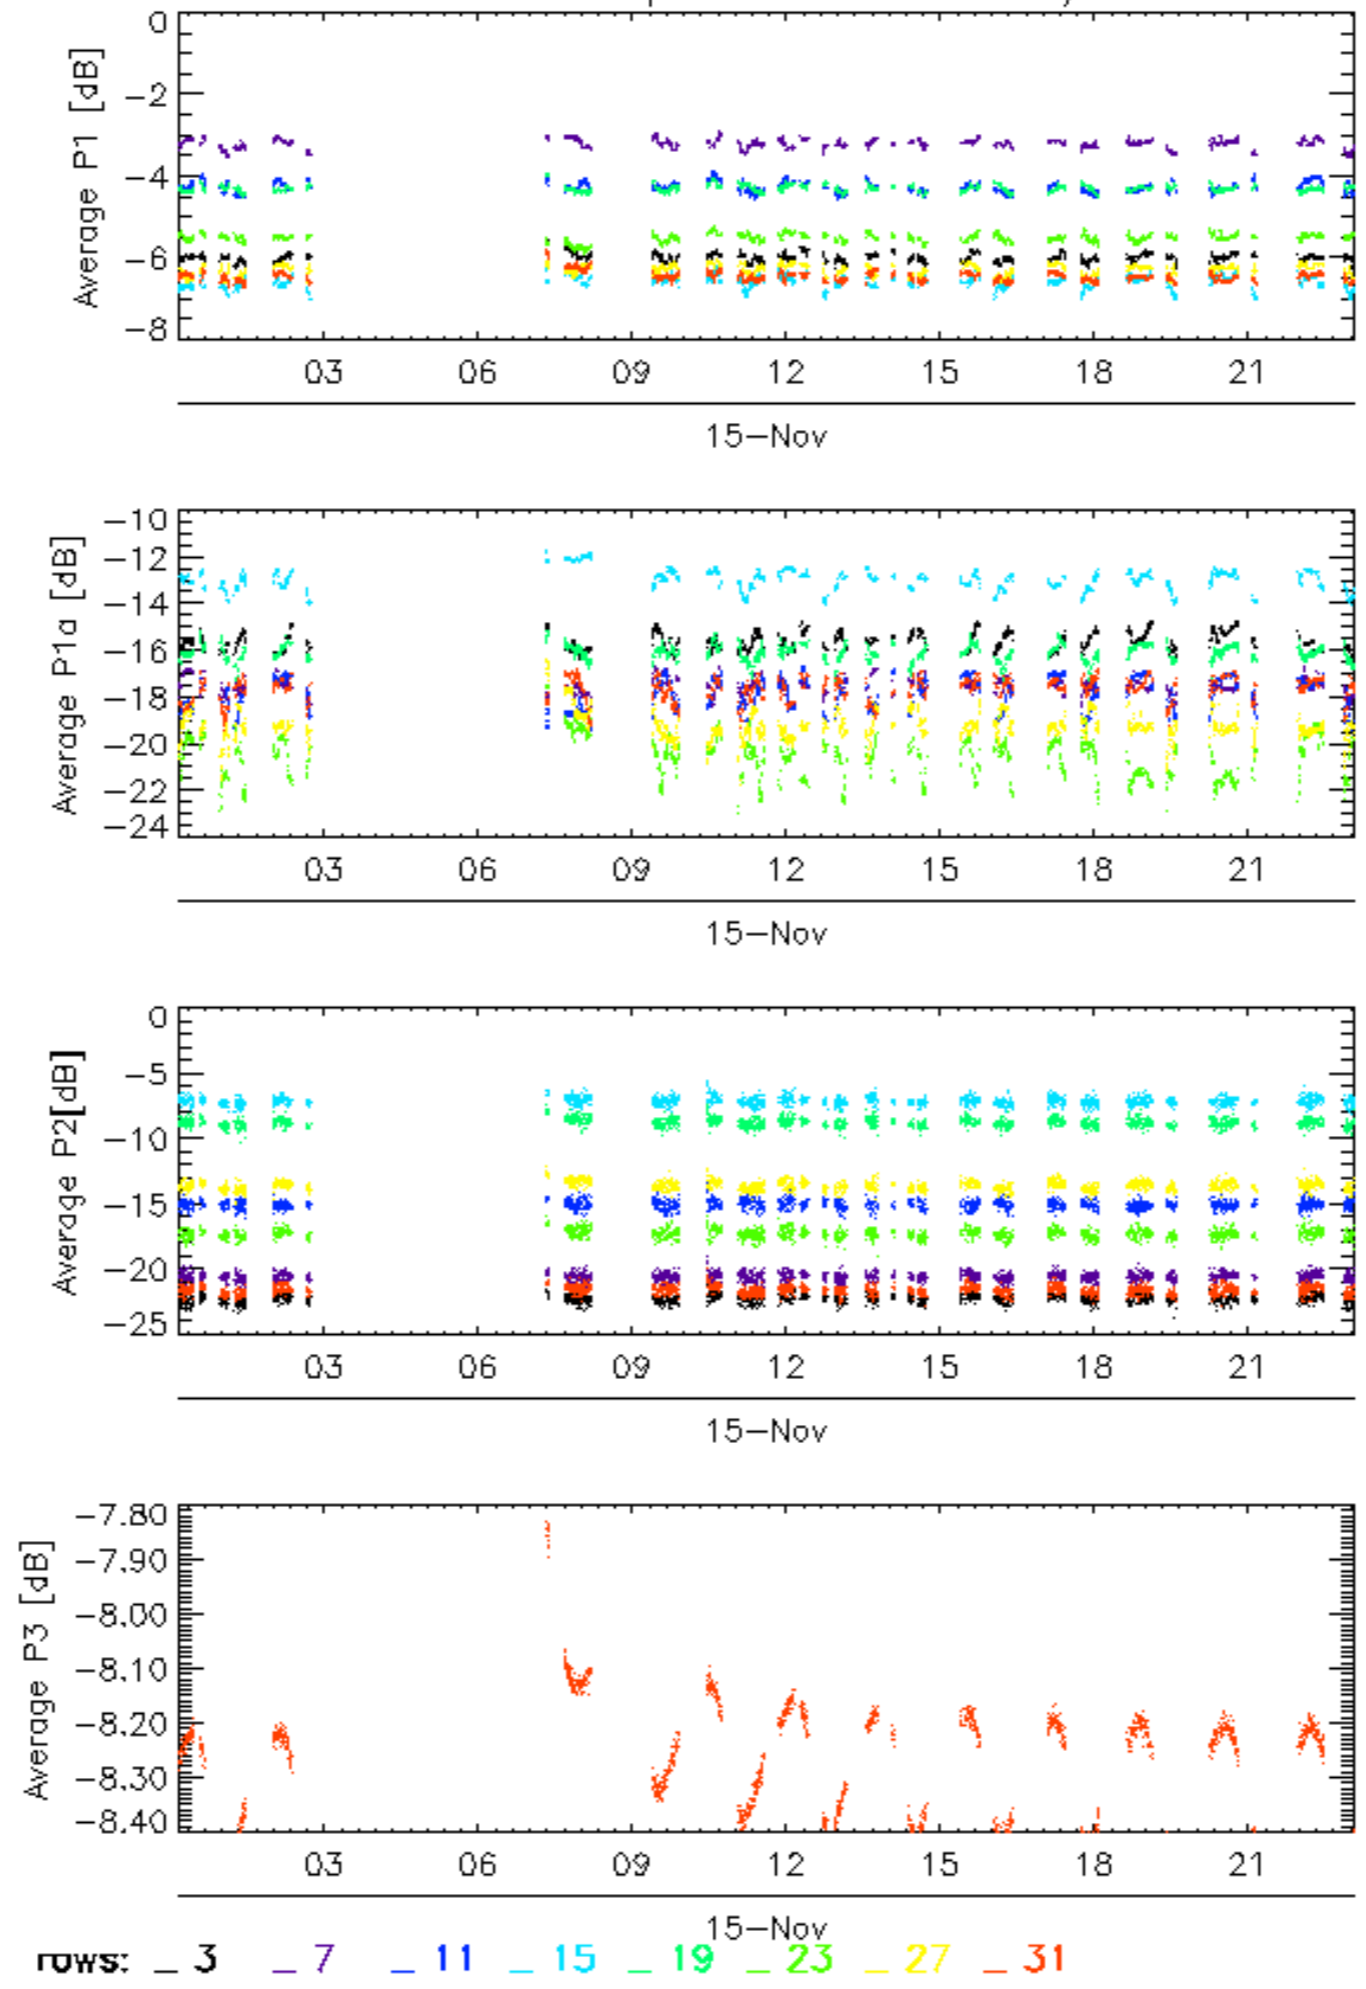 0
−2
−4
−6
−8
Average P1 [dB]
03 06 09 12 15 18 21
15−Nov
−10
−12
−14
−16
−18
−20
−22
−24
Average P1a [dB]
03 06 09 12 15 18 21
15−Nov
0
−5
−10
−15
−20
−25
Average P2[dB]
03 06 09 12 15 18 21
15−Nov
−7.80
−7.90
−8.00
−8.10
−8.20
−8.30
−8.40
Average P3 [dB]
03 06 09 12 15 18 21
15−Nov
rows: _ 3 _ 7 _ 11 _ 15 _ 19 _ 23 _ 27 _ 31